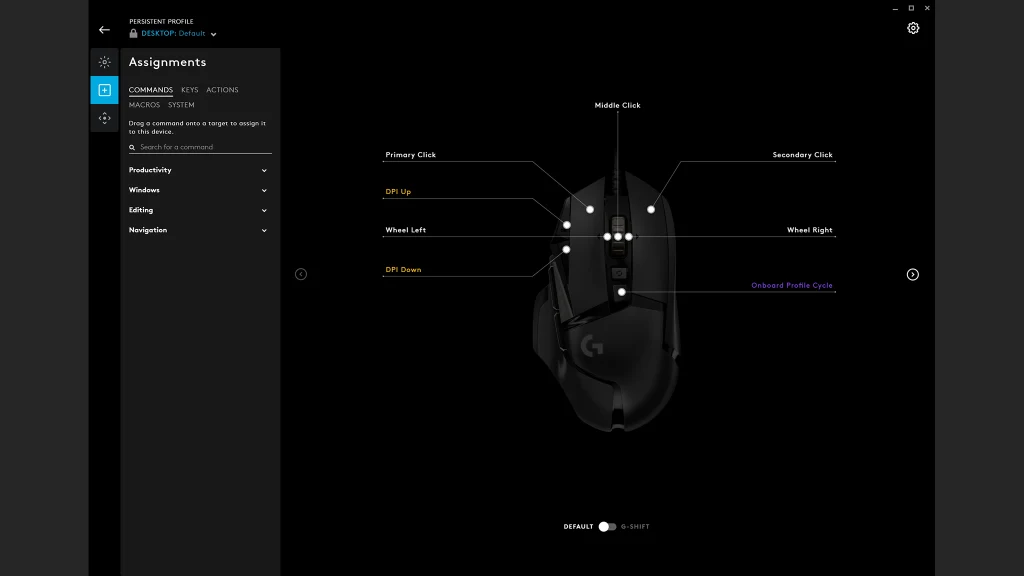 PERSISTENT PROFILE
DESKTOP: Default
Assignments
COMMANDS KEYS ACTIONS
MACROS SYSTEM
Drag a command onto a target to assign it
to this device.
Search for a command
Productivity
Windows
Editing
Navigation
Middle Click
Primary Click
Secondary Click
DPI Up
Wheel Left
Wheel Right
DPI Down
Onboard Profile Cycle
DEFAULT G-SHIFT